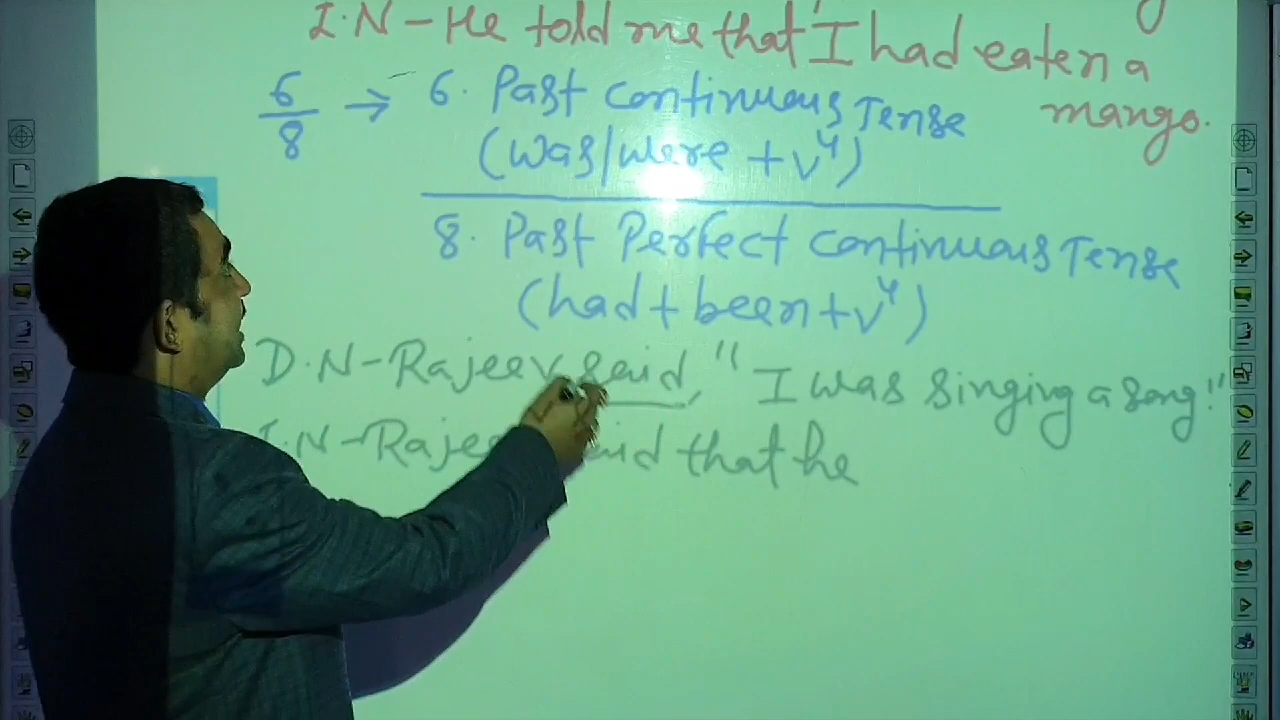 I.N - He told me that I had eaten a
mango.
6/8 → 6. Past Continuous Tense
(was/were + v⁴)
8. Past Perfect Continuous Tense
(had + been + v⁴)
D.N - Rajeev said, "I was singing a song."
I.N - Rajeev said that he